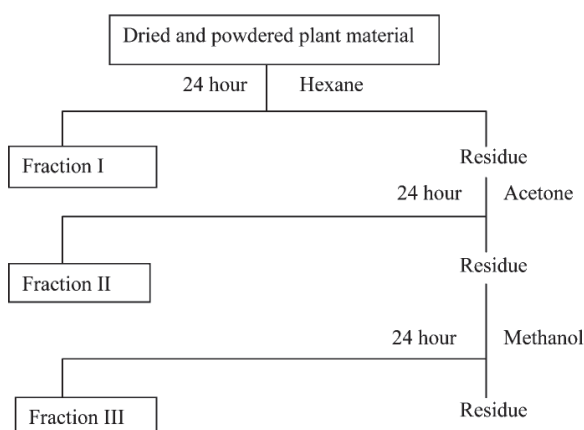 Dried and powdered plant material
24 hour Hexane
Fraction I
Residue
24 hour Acetone
Fraction II
Residue
24 hour Methanol
Fraction III
Residue